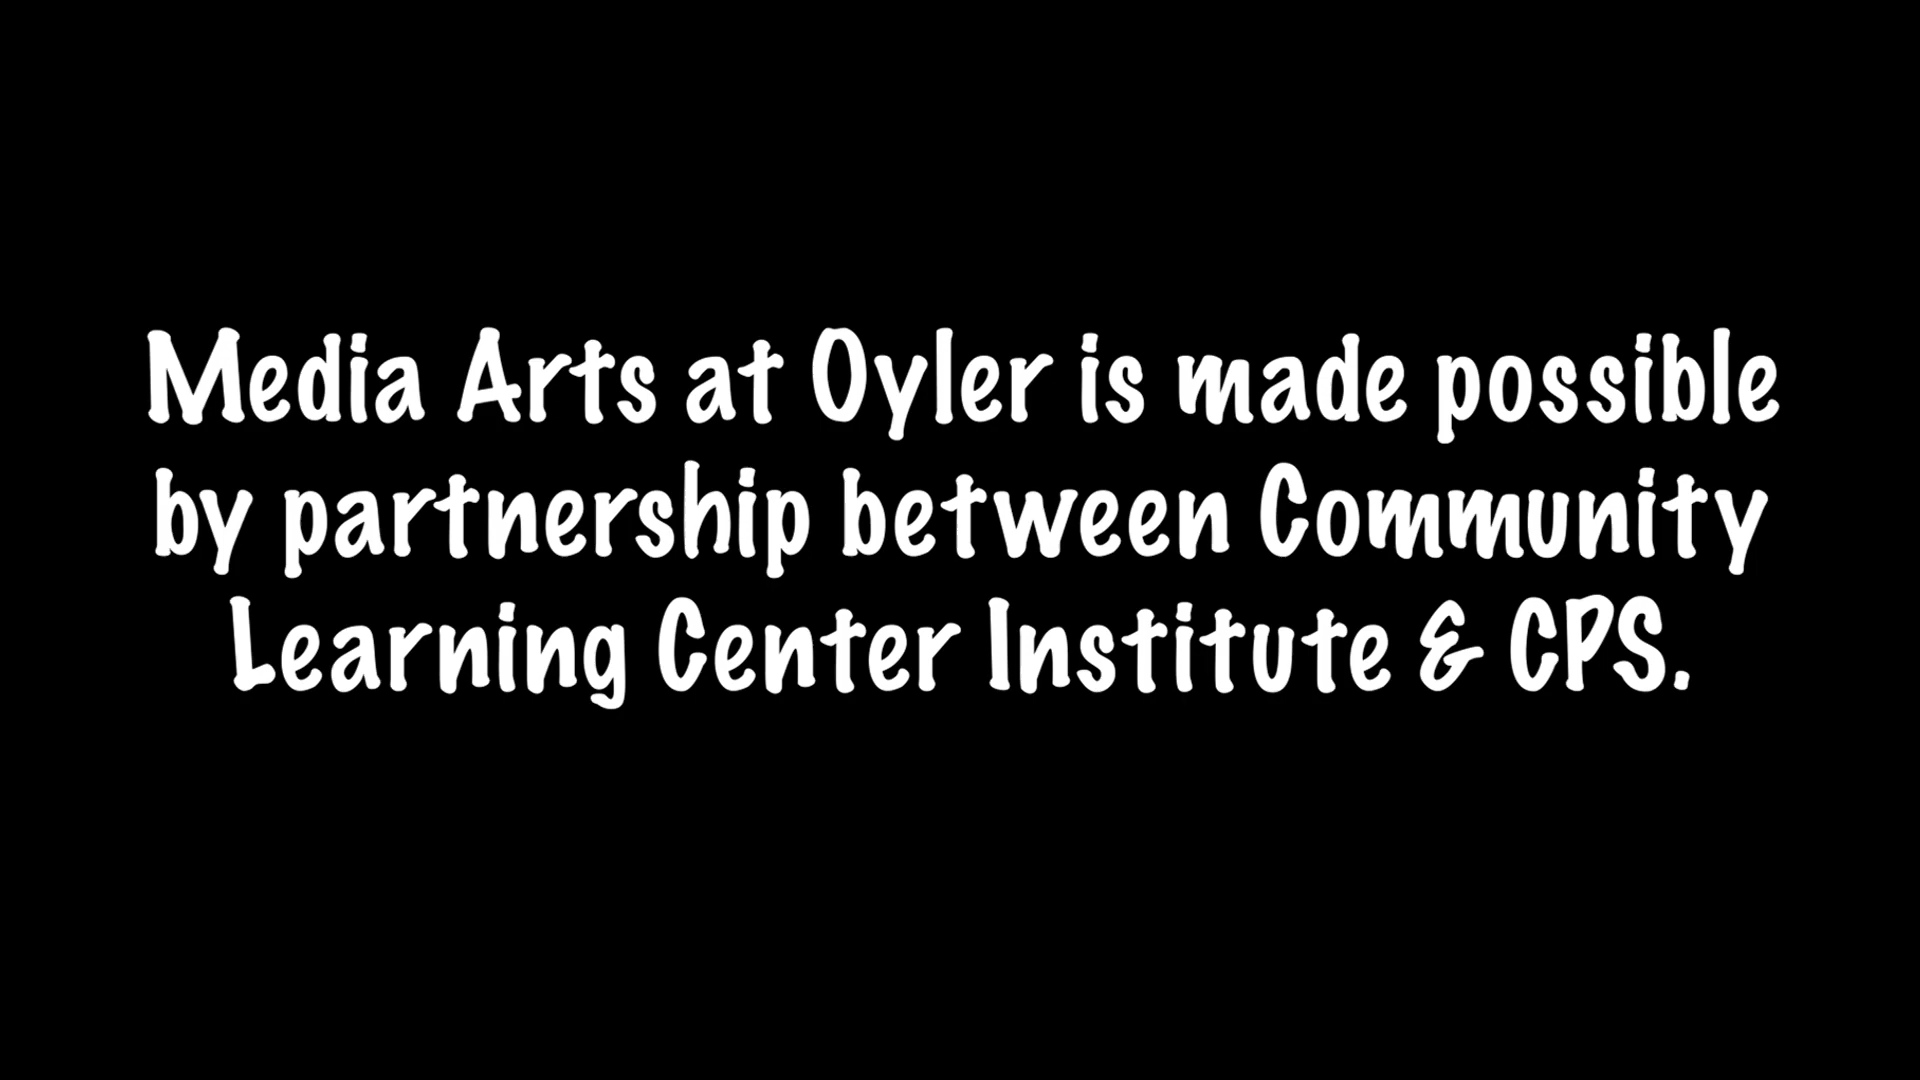 Media Arts at Oyler is made possible
by partnership between Community
Learning Center Institute & CPS.